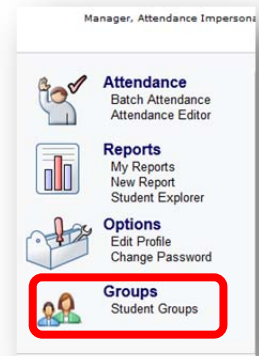 Manager, Attendance
Attendance
Batch Attendance
Attendance Editor
Reports
My Reports
New Report
Student Explorer
Options
Edit Profile
Change Password
Groups
Student Groups